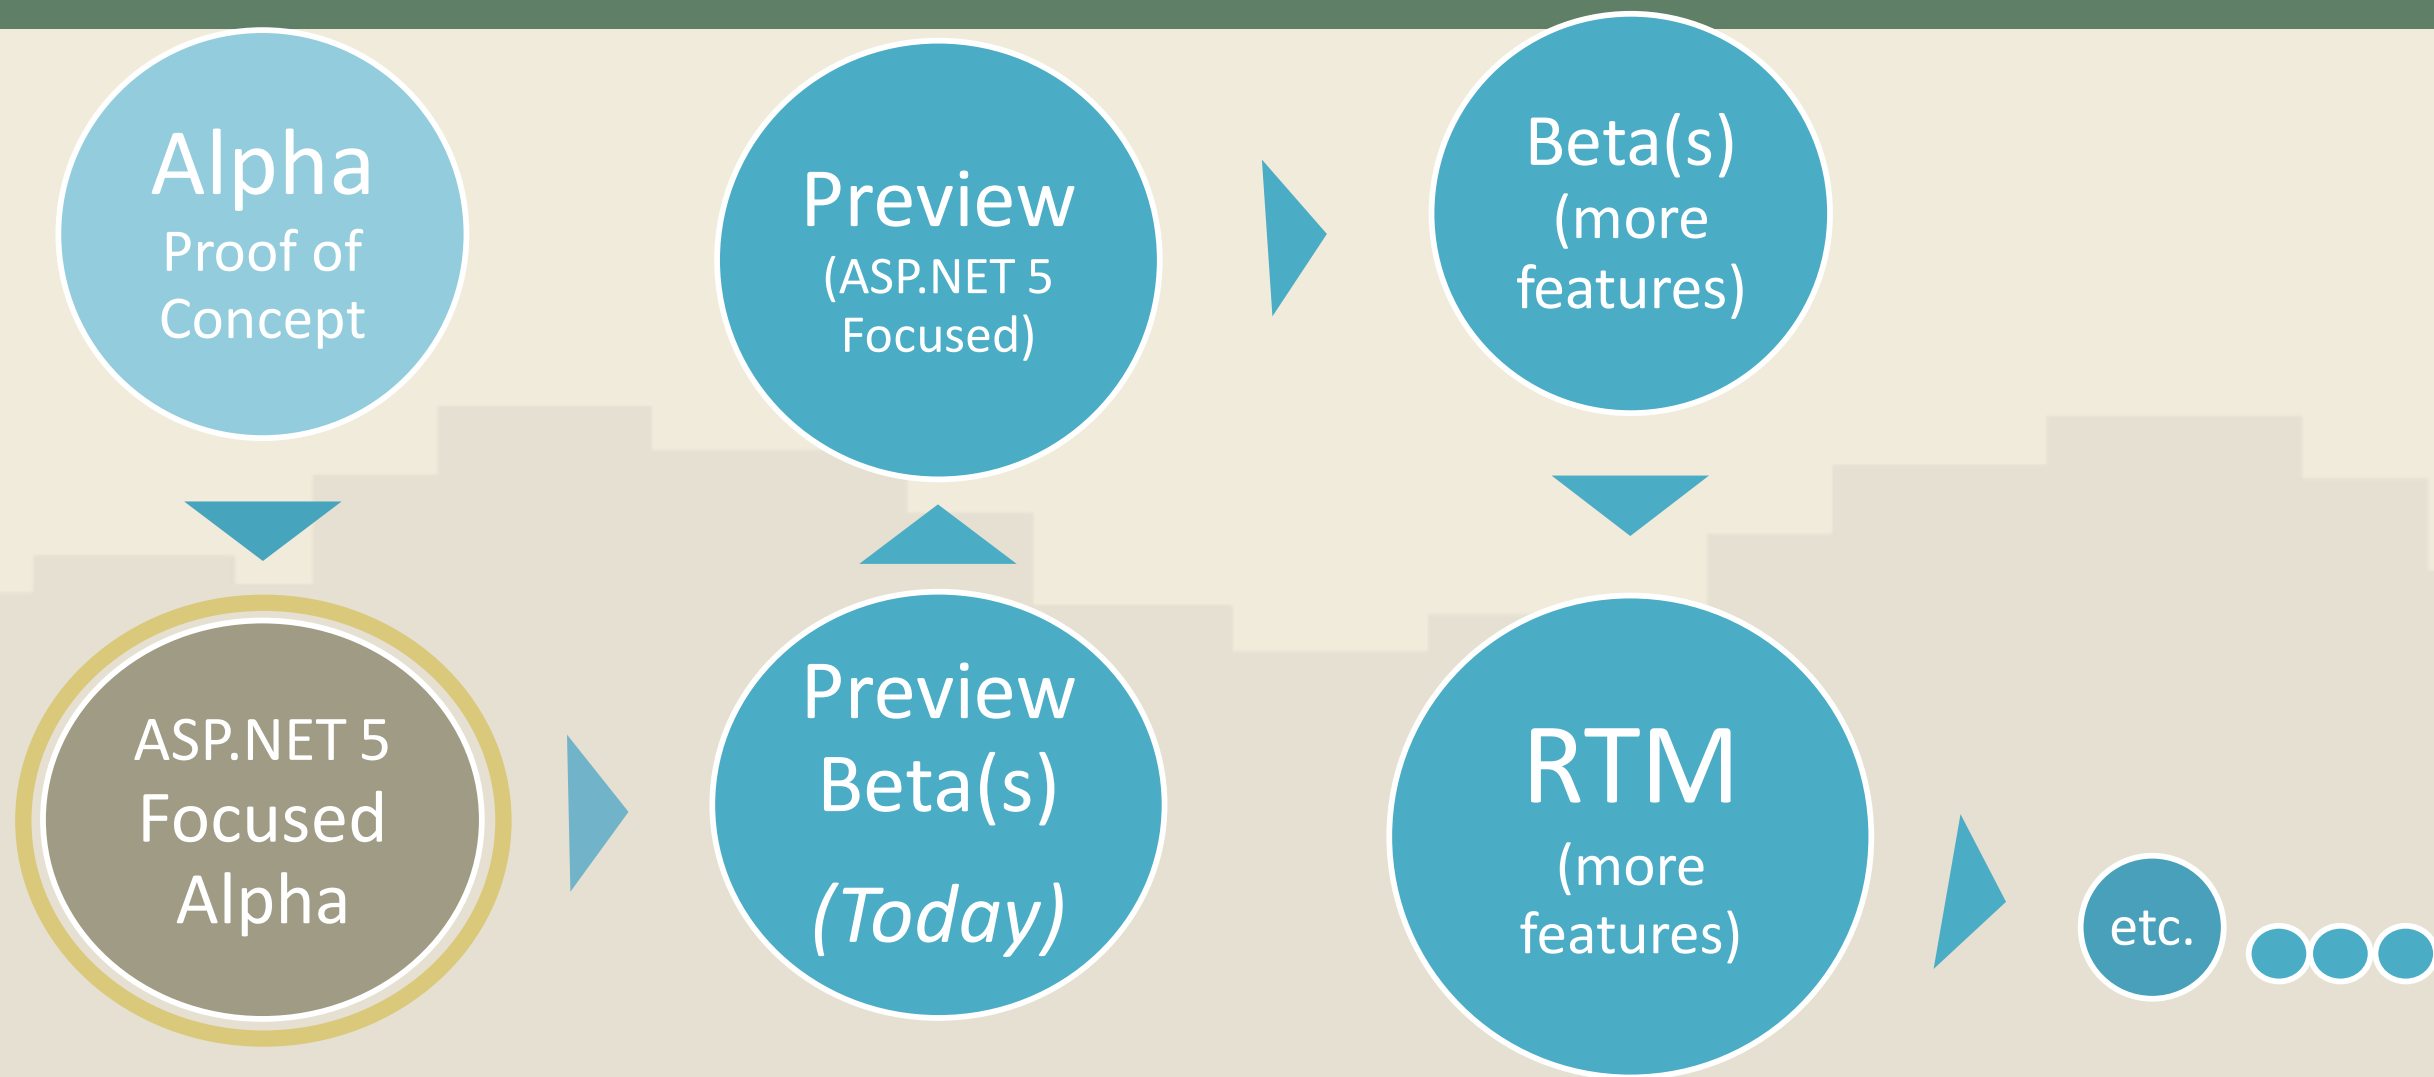 Alpha
Proof of
Concept
ASP.NET 5
Focused
Alpha
Preview
Beta(s)
(Today)
Preview
(ASP.NET 5
Focused)
Beta(s)
(more
features)
RTM
(more
features)
etc.